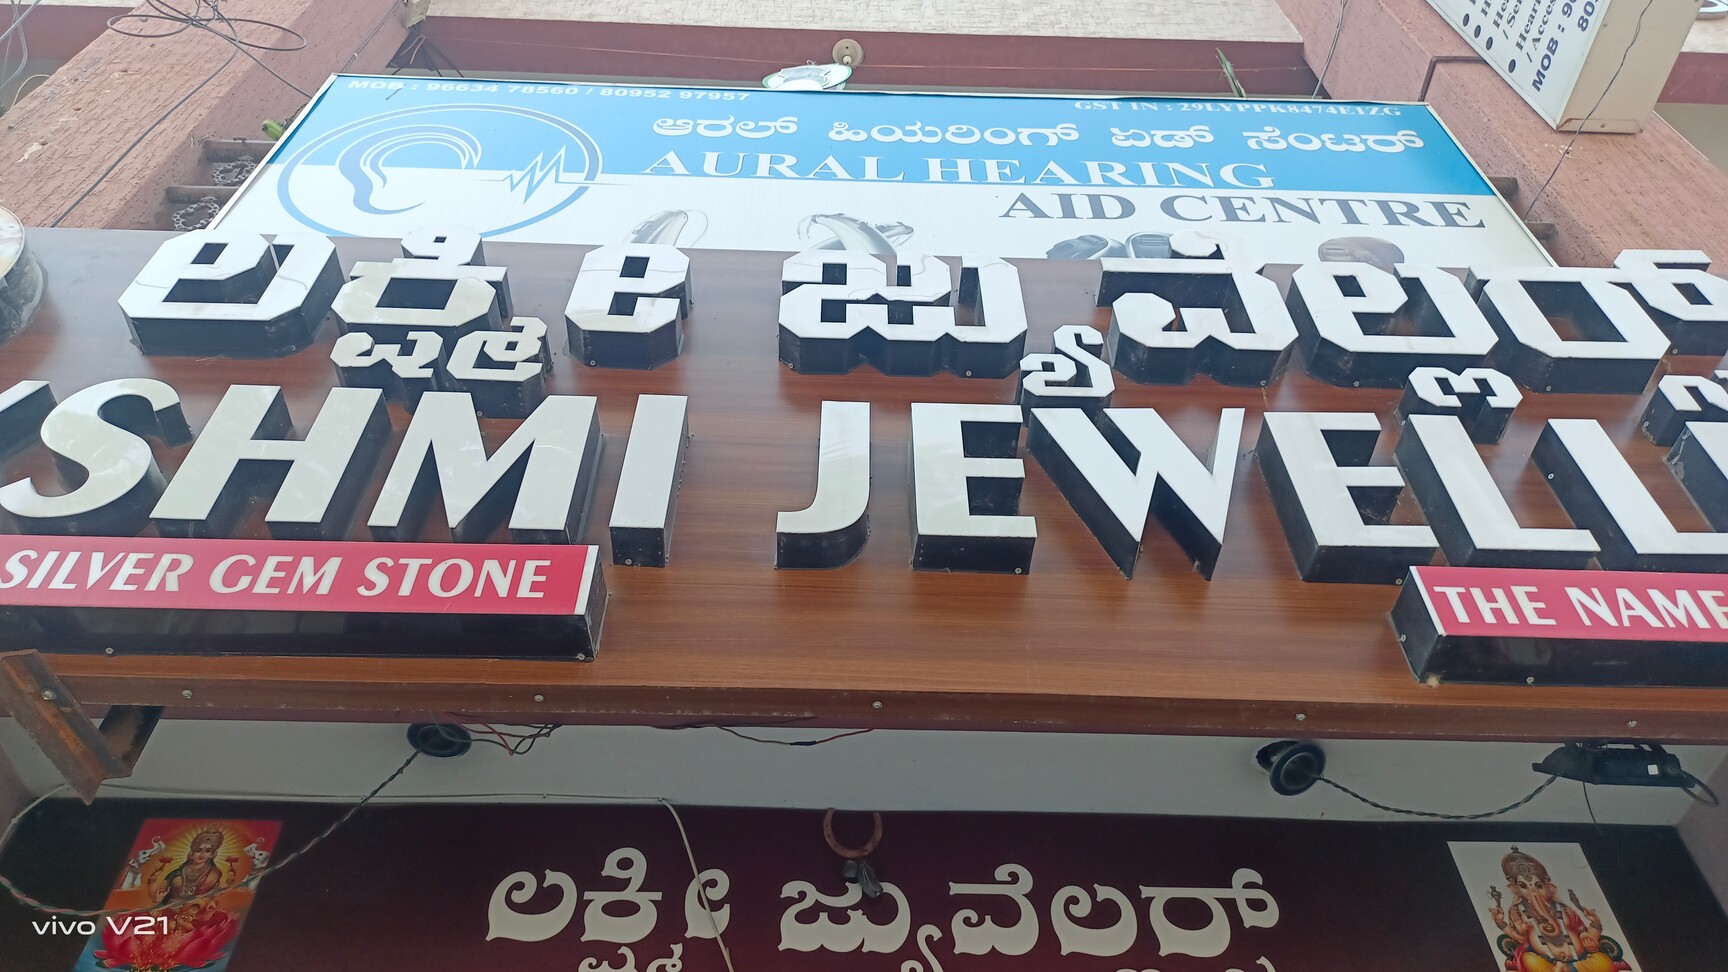 MOB : 96634 78560 / 80952 97957
GST IN : 29LYPPK8474E1ZG
ಆರಲ್ ಹಿಯರಿಂಗ್ ಏಡ್ ಸೆಂಟರ್
AURAL HEARING
AID CENTRE
MOB : 
ಲಕ್ಷ್ಮೀ ಜ್ಯುವೆಲರ್ಸ್
SHMI JEWELL
SILVER GEM STONE
THE NAME
ಲಕ್ಷ್ಮೀ ಜ್ಯುವೆಲರ್ಸ್
vivo V21